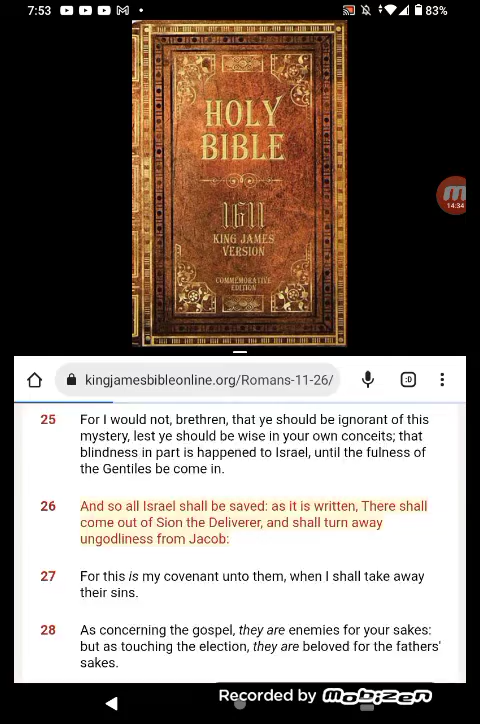 7:53
83%
HOLY
BIBLE
1611
KING JAMES
VERSION
COMMEMORATIVE
EDITION
14:34
kingjamesbibleonline.org/Romans-11-26/
:D
25 For I would not, brethren, that ye should be ignorant of this
mystery, lest ye should be wise in your own conceits; that
blindness in part is happened to Israel, until the fulness of
the Gentiles be come in.
26 And so all Israel shall be saved: as it is written, There shall
come out of Sion the Deliverer, and shall turn away
ungodliness from Jacob:
27 For this is my covenant unto them, when I shall take away
their sins.
28 As concerning the gospel, they are enemies for your sakes:
but as touching the election, they are beloved for the fathers'
sakes.
Recorded by Mobizen